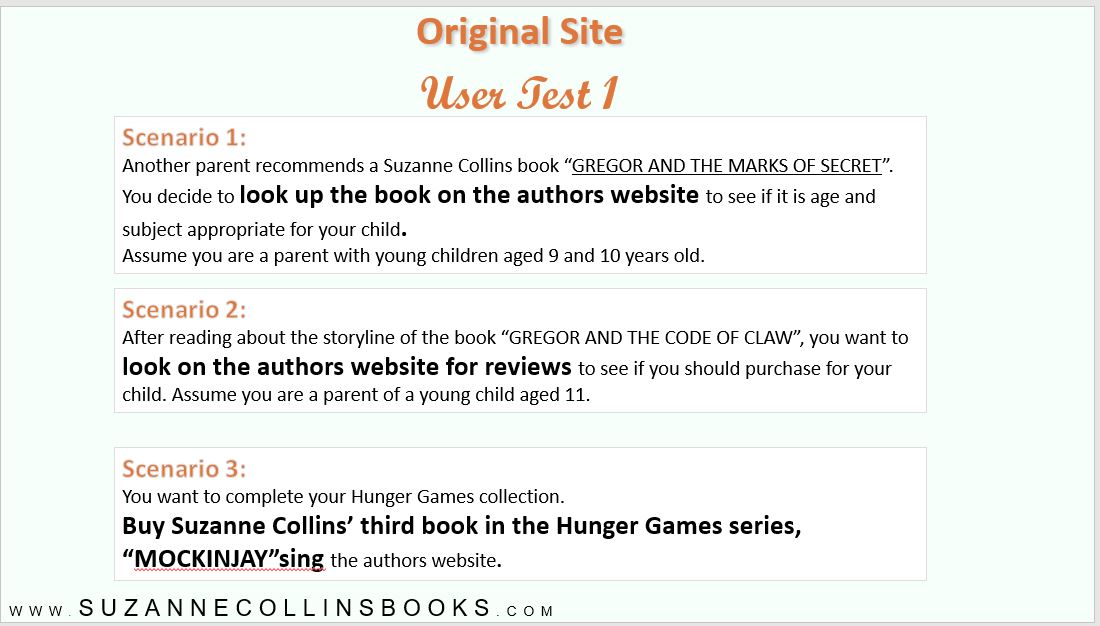 Original Site
User Test 1
Scenario 1:
Another parent recommends a Suzanne Collins book “GREGOR AND THE MARKS OF SECRET”.
You decide to look up the book on the authors website to see if it is age and
subject appropriate for your child.
Assume you are a parent with young children aged 9 and 10 years old.
Scenario 2:
After reading about the storyline of the book “GREGOR AND THE CODE OF CLAW”, you want to
look on the authors website for reviews to see if you should purchase for your
child. Assume you are a parent of a young child aged 11.
Scenario 3:
You want to complete your Hunger Games collection.
Buy Suzanne Collins’ third book in the Hunger Games series,
“MOCKINJAY”sing the authors website.
www.SUZANNECOLLINSBOOKS.COM